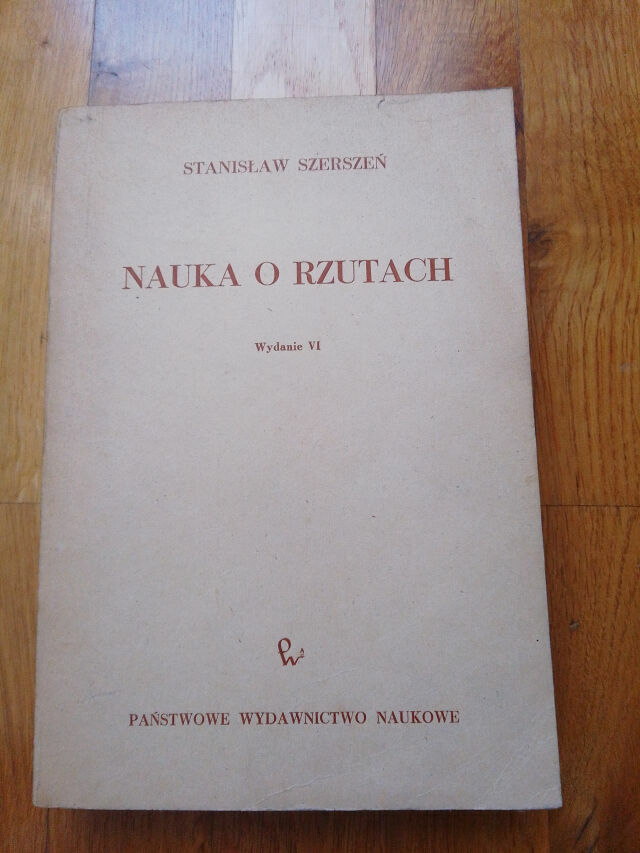 STANISŁAW SZERSZEŃ
NAUKA O RZUTACH
Wydanie VI
PAŃSTWOWE WYDAWNICTWO NAUKOWE